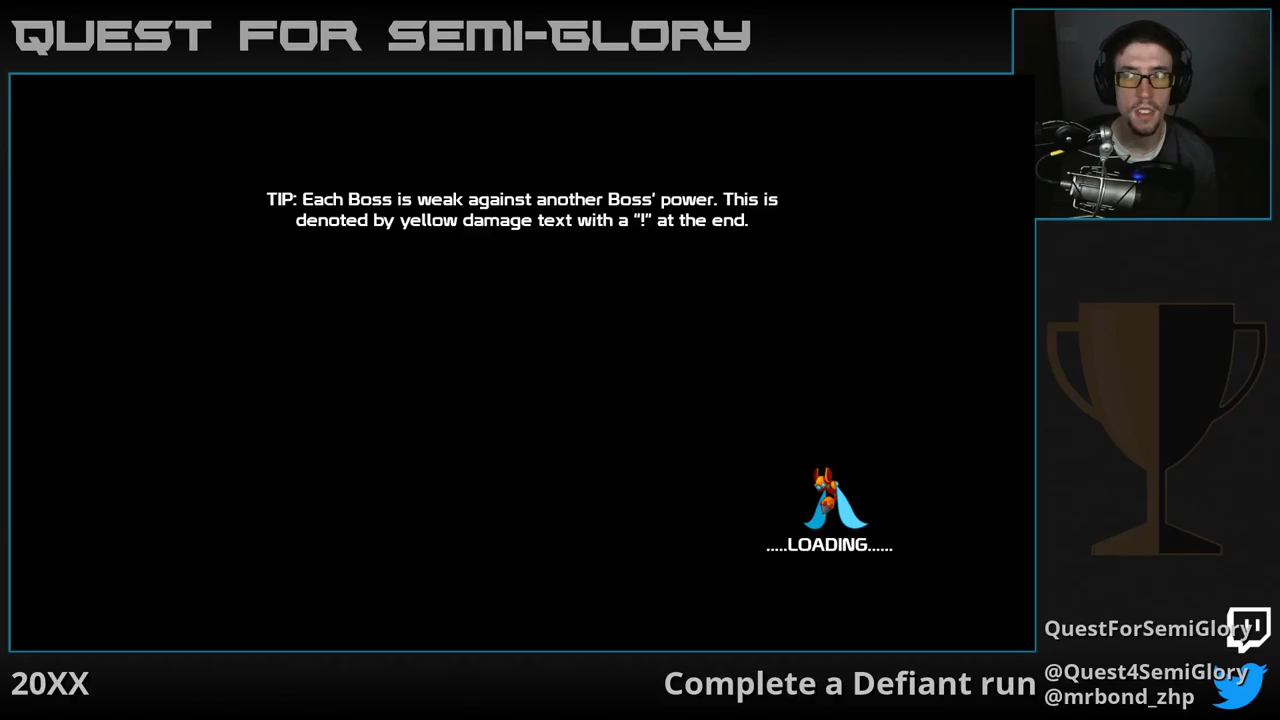 QUEST FOR SEMI-GLORY
TIP: Each Boss is weak against another Boss' power. This is
denoted by yellow damage text with a "!" at the end.
.....LOADING......
20XX
Complete a Defiant run
QuestForSemiGlory
@Quest4SemiGlory
@mrbond_zhp